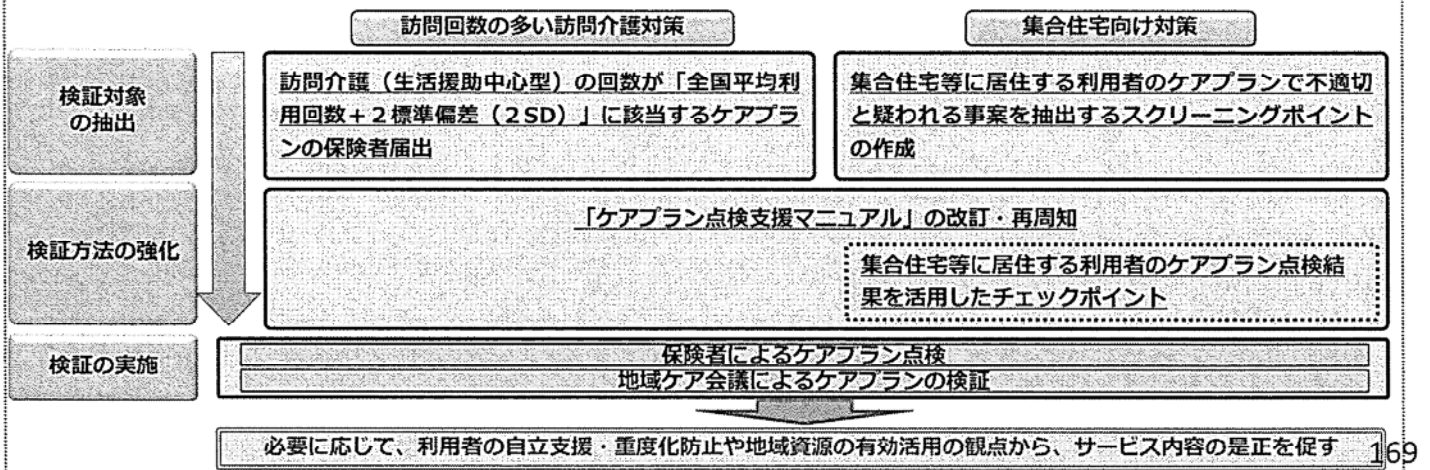 訪問回数の多い訪問介護対策
集合住宅向け対策
検証対象
の抽出
訪問介護(生活援助中心型)の回数が「全国平均利
用回数+2標準偏差(2SD)」に該当するケアプラ
ンの保険者届出
集合住宅等に居住する利用者のケアプランで不適切
と疑われる事案を抽出するスクリーニングポイント
の作成
検証方法の強化
「ケアプラン点検支援マニュアル」の改訂・再周知
集合住宅等に居住する利用者のケアプラン点検結
果を活用したチェックポイント
検証の実施
保険者によるケアプラン点検
地域ケア会議によるケアプランの検証
必要に応じて、利用者の自立支援・重度化防止や地域資源の有効活用の観点から、サービス内容の是正を促す
169